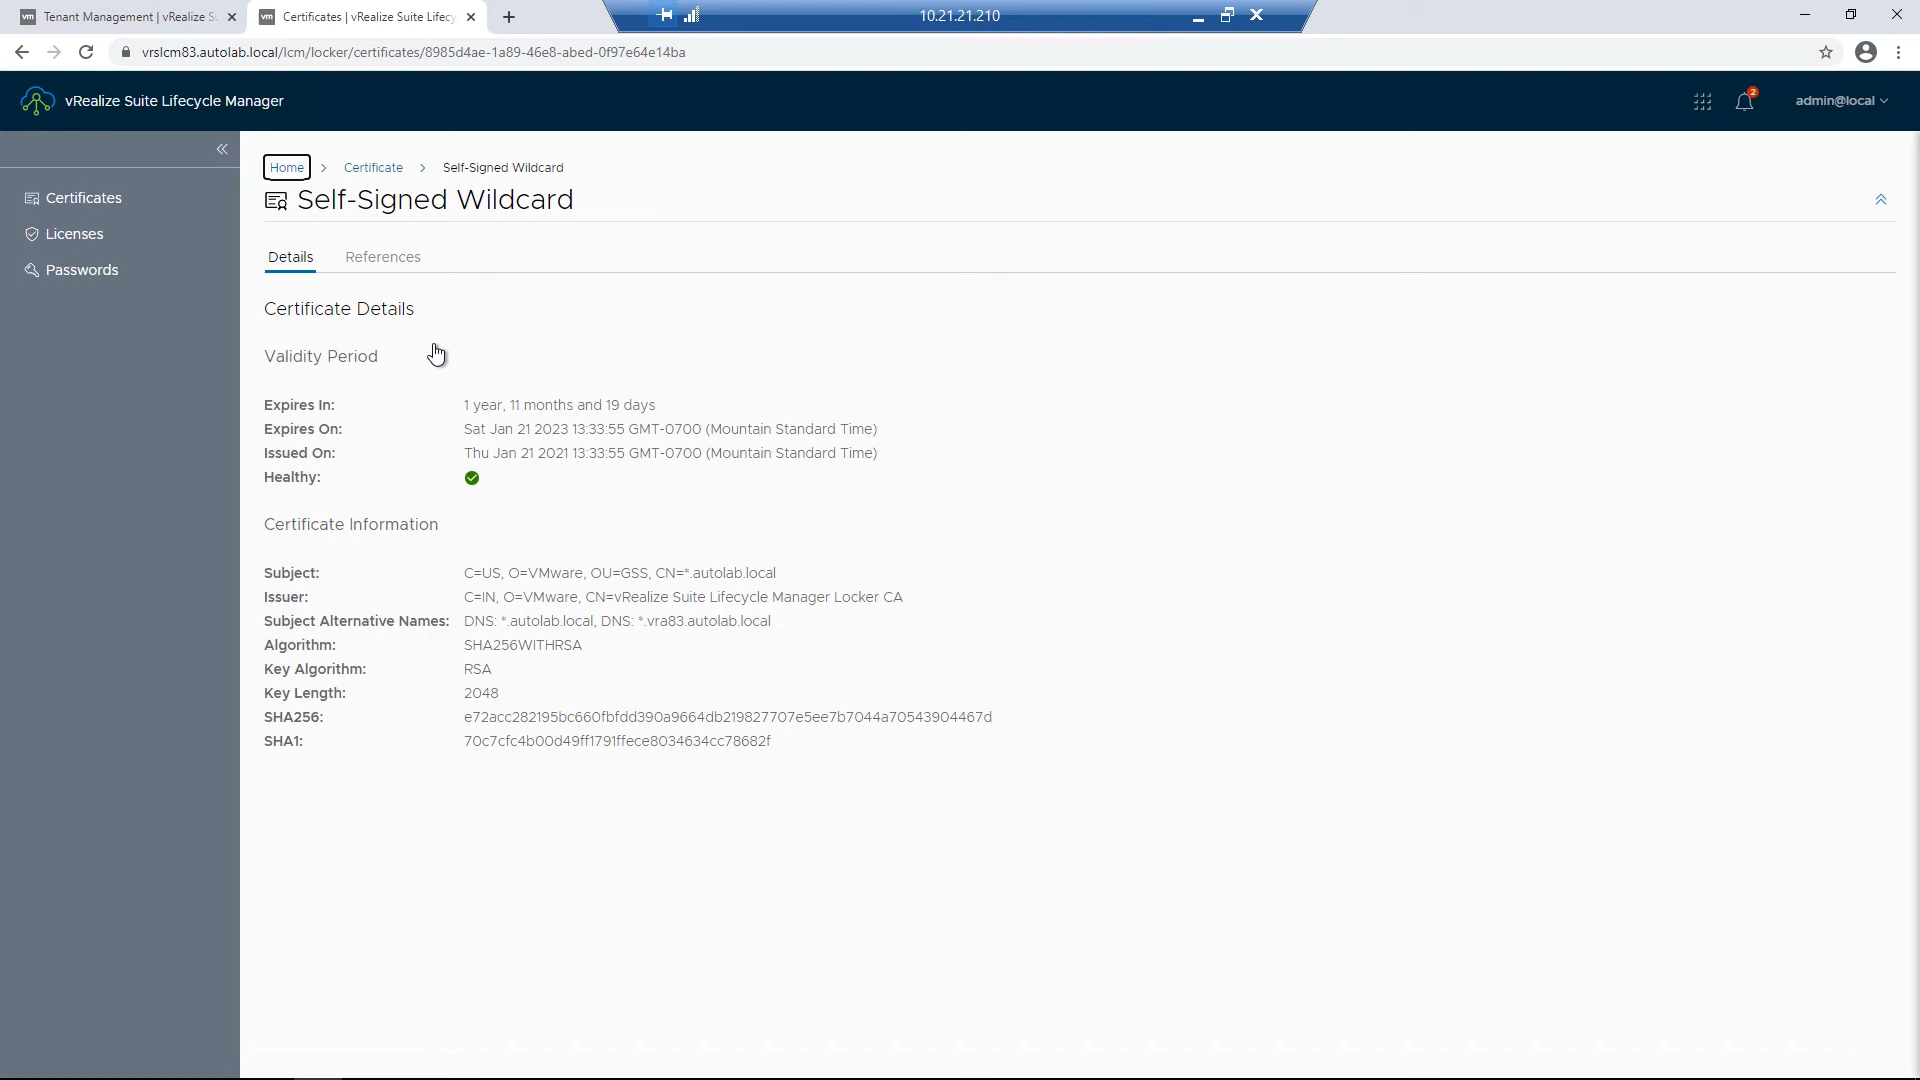 Tenant Management | vRealize Su
Certificates | vRealize Suite Lifecy
10.21.21.210
vrslcm83.autolab.local/lcm/locker/certificates/8985d4ae-1a89-46e8-abed-0f97e64e14ba
vRealize Suite Lifecycle Manager
2
admin@local
Certificates
Licenses
Passwords
Home > Certificate > Self-Signed Wildcard
Self-Signed Wildcard
Details References
Certificate Details
Validity Period
Expires In: 1 year, 11 months and 19 days
Expires On: Sat Jan 21 2023 13:33:55 GMT-0700 (Mountain Standard Time)
Issued On: Thu Jan 21 2021 13:33:55 GMT-0700 (Mountain Standard Time)
Healthy:
Certificate Information
Subject: C=US, O=VMware, OU=GSS, CN=*.autolab.local
Issuer: C=IN, O=VMware, CN=vRealize Suite Lifecycle Manager Locker CA
Subject Alternative Names: DNS: *.autolab.local, DNS: *.vra83.autolab.local
Algorithm: SHA256WITHRSA
Key Algorithm: RSA
Key Length: 2048
SHA256: e72acc282195bc660fbfdd390a9664db219827707e5ee7b7044a70543904467d
SHA1: 70c7cfc4b00d49ff1791ffece8034634cc78682f